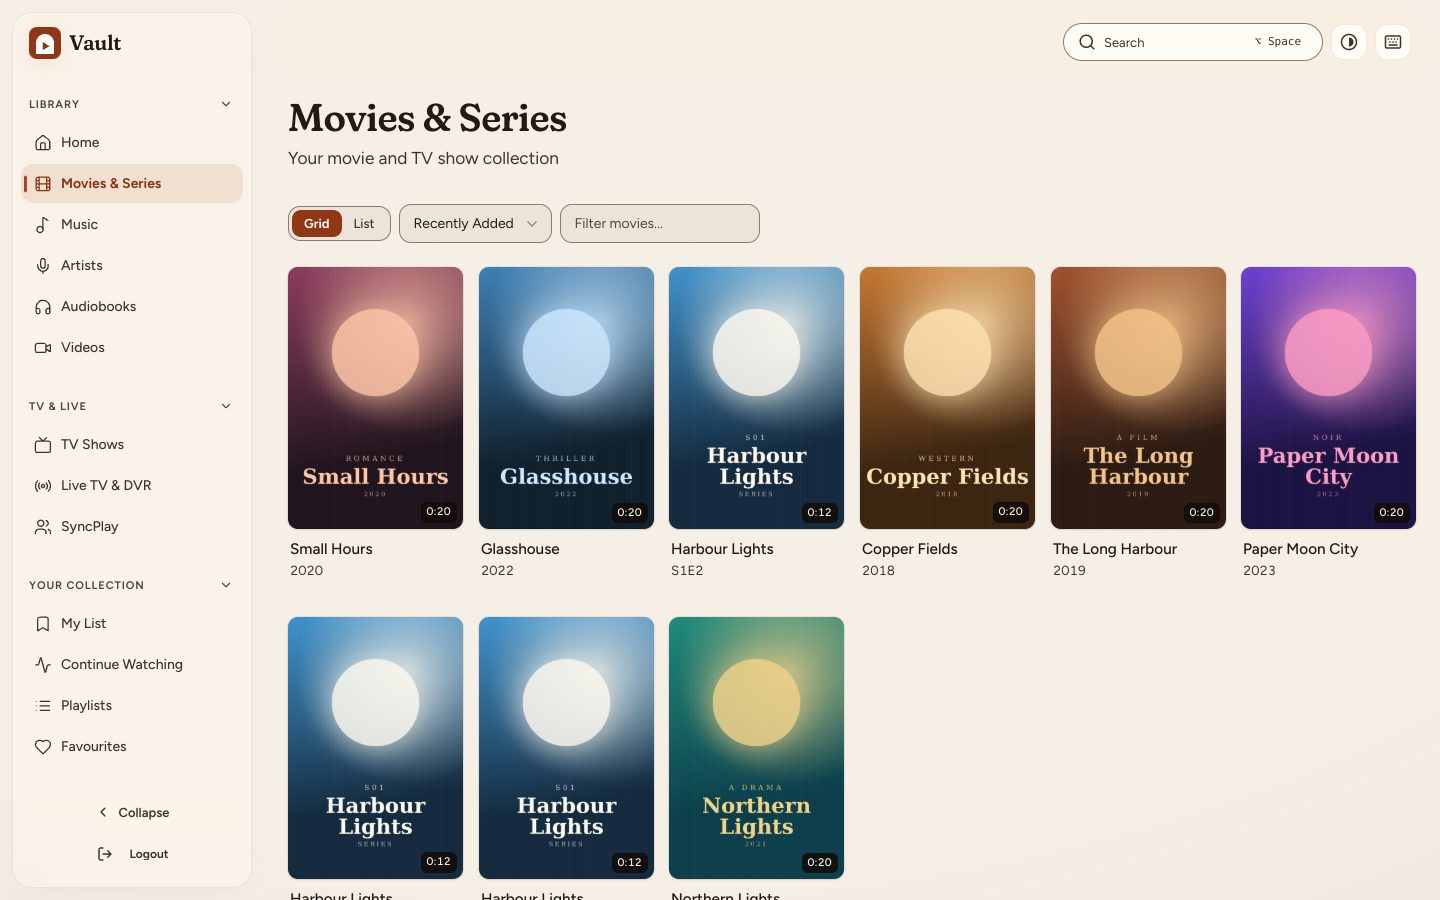 Vault
Search
⌥ Space
LIBRARY
Home
Movies & Series
Music
Artists
Audiobooks
Videos
TV & LIVE
TV Shows
Live TV & DVR
SyncPlay
YOUR COLLECTION
My List
Continue Watching
Playlists
Favourites
Collapse
Logout
Movies & Series
Your movie and TV show collection
Grid
List
Recently Added
Filter movies...
ROMANCE
Small Hours
2020
0:20
Small Hours
2020
THRILLER
Glasshouse
2022
0:20
Glasshouse
2022
S01
Harbour
Lights
SERIES
0:12
Harbour Lights
S1E2
WESTERN
Copper Fields
2018
0:20
Copper Fields
2018
A FILM
The Long
Harbour
2019
0:20
The Long Harbour
2019
NOIR
Paper Moon
City
2023
0:20
Paper Moon City
2023
S01
Harbour
Lights
SERIES
0:12
Harbour Lights
S01
Harbour
Lights
SERIES
0:12
Harbour Lights
A DRAMA
Northern
Lights
2021
0:20
Northern Lights